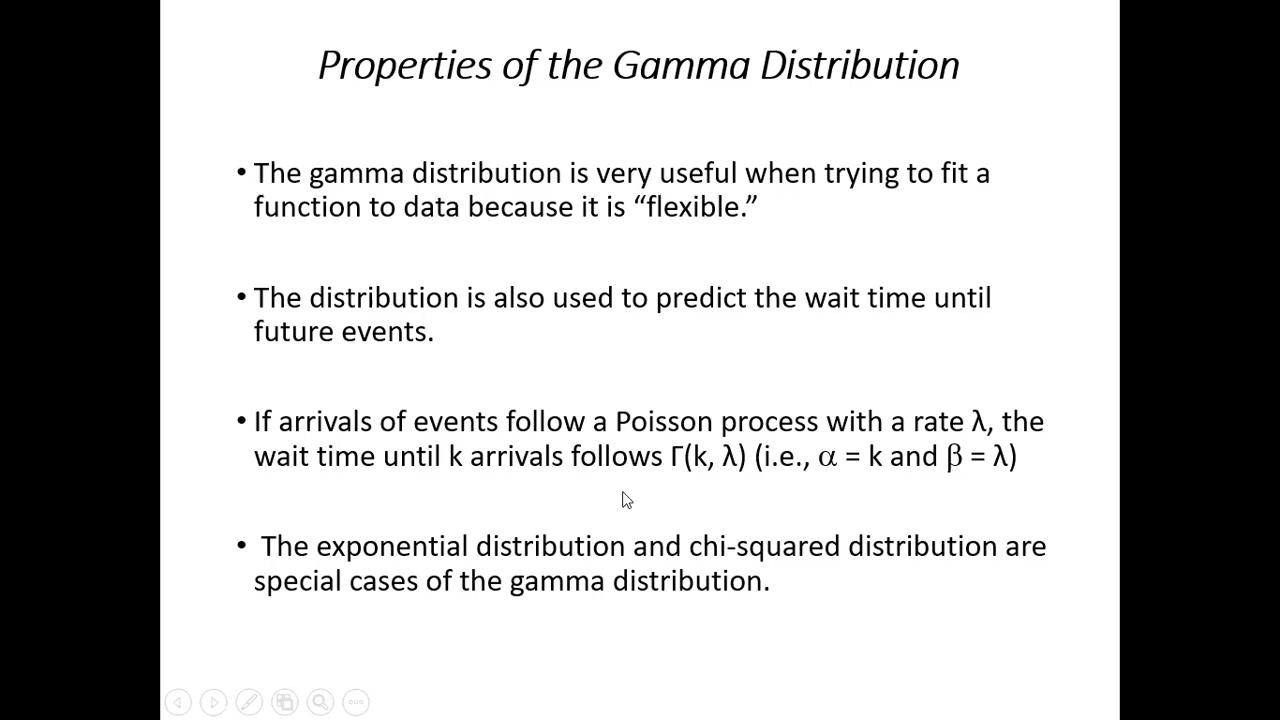 Properties of the Gamma Distribution
• The gamma distribution is very useful when trying to fit a
function to data because it is “flexible.”
• The distribution is also used to predict the wait time until
future events.
• If arrivals of events follow a Poisson process with a rate λ, the
wait time until k arrivals follows Γ(k, λ) (i.e., α = k and β = λ)
• The exponential distribution and chi-squared distribution are
special cases of the gamma distribution.